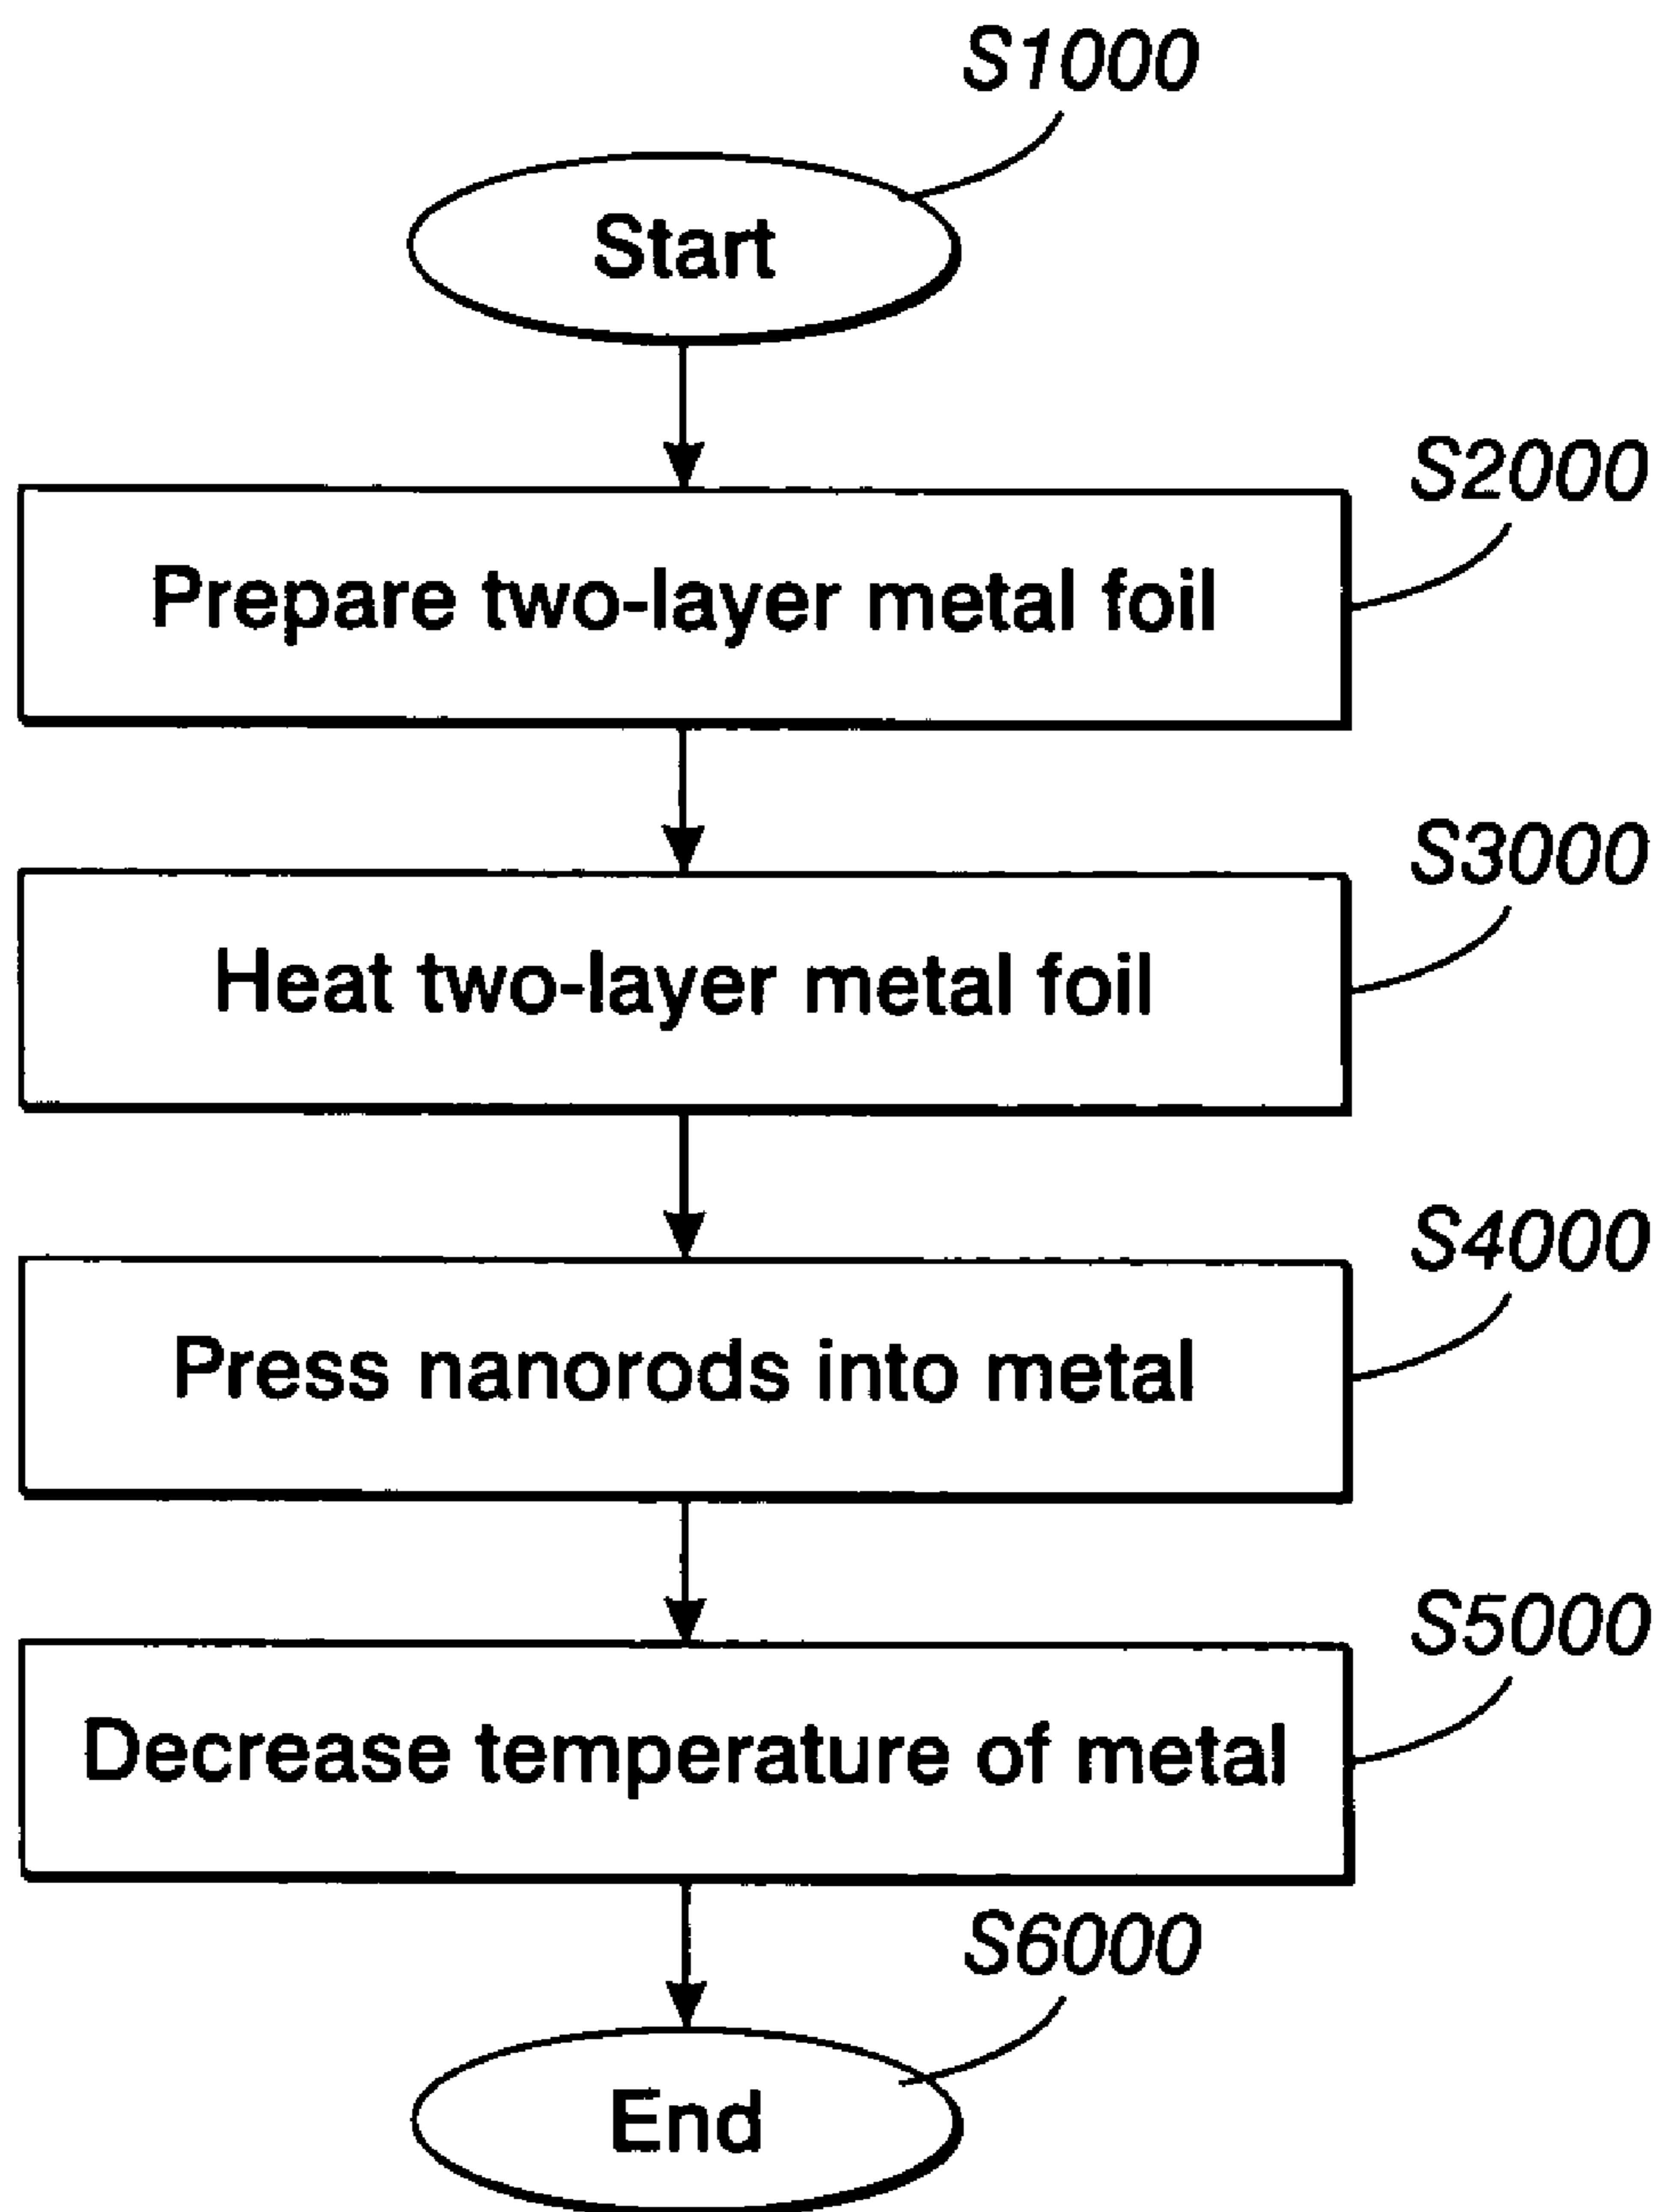 S1000
Start
S2000
Prepare two-layer metal foil
S3000
Heat two-layer metal foil
S4000
Press nanorods into metal
S5000
Decrease temperature of metal
S6000
End